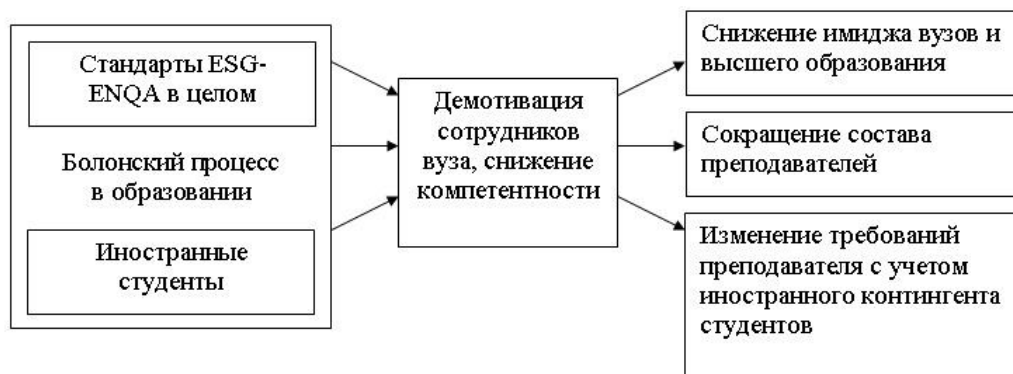 Стандарты ESG-
ENQA в целом
Болонский процесс
в образовании
Иностранные
студенты
Демотивация
сотрудников
вуза, снижение
компетентности
Снижение имиджа вузов и
высшего образования
Сокращение состава
преподавателей
Изменение требований
преподавателя с учетом
иностранного контингента
студентов